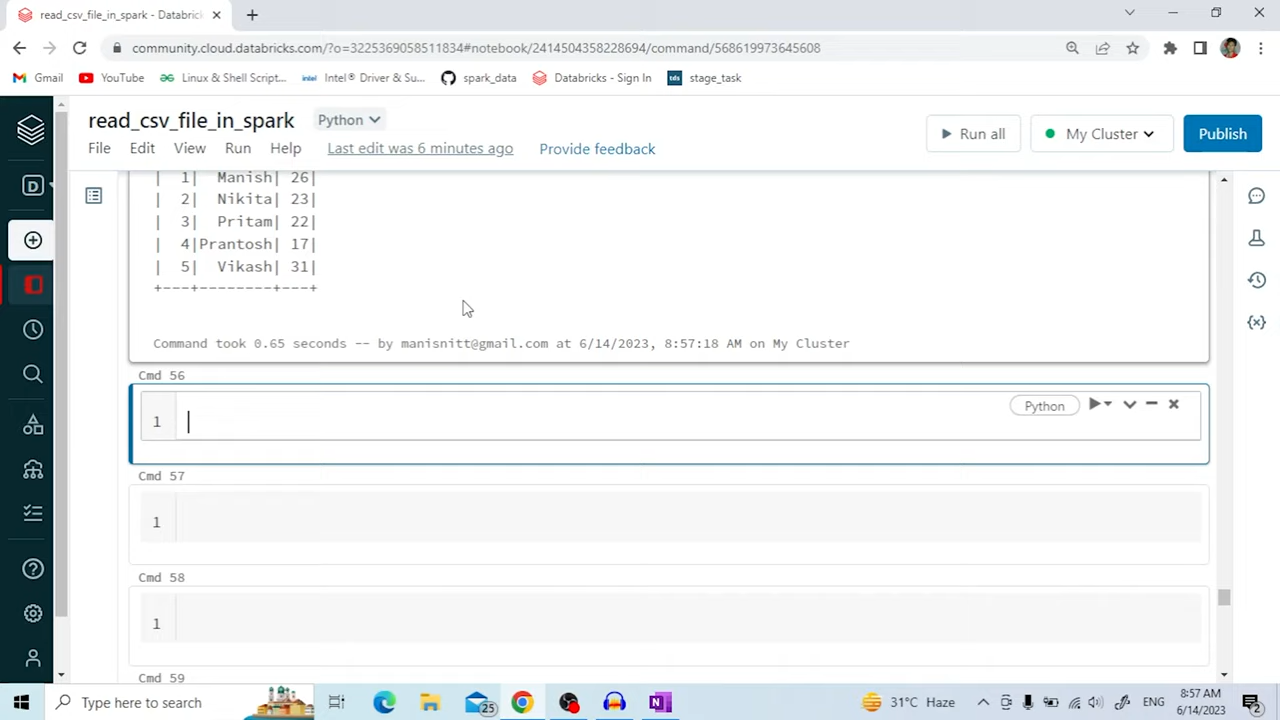 read_csv_file_in_spark - Databric
community.cloud.databricks.com/?o=3225369058511834#notebook/2414504358228694/command/568619973645608
Gmail YouTube Linux & Shell Script... Intel® Driver & Su... spark_data Databricks - Sign In stage_task
read_csv_file_in_spark Python
Run all My Cluster Publish
File Edit View Run Help Last edit was 6 minutes ago Provide feedback
D
|  1|  Manish| 26|
|  2|  Nikita| 23|
|  3|  Pritam| 22|
|  4|Prantosh| 17|
|  5|  Vikash| 31|
+---+--------+---+
Command took 0.65 seconds -- by manisnitt@gmail.com at 6/14/2023, 8:57:18 AM on My Cluster
Cmd 56
Python
1
Cmd 57
1
Cmd 58
1
Cmd 59
Type here to search
25
31°C Haze
ENG
8:57 AM
6/14/2023
2